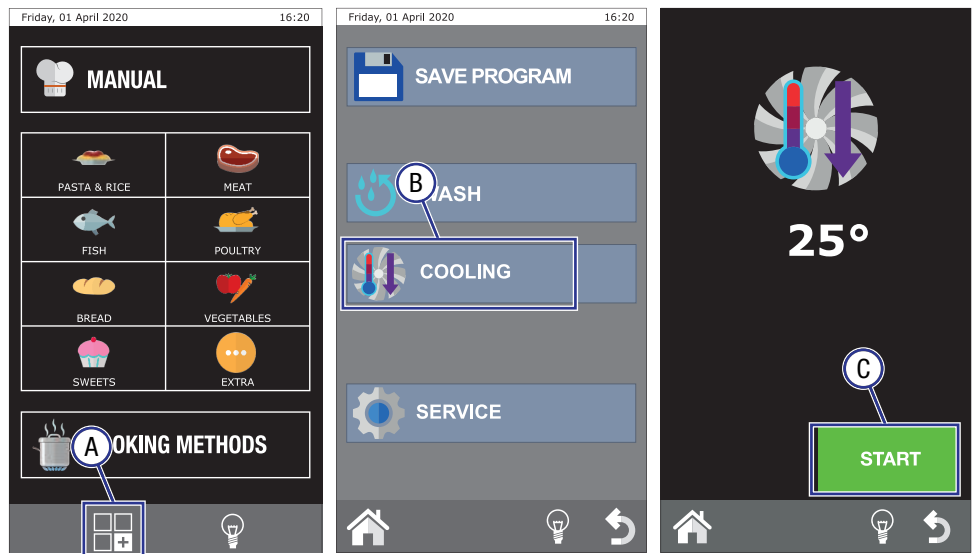 Friday, 01 April 2020 16:20
MANUAL
PASTA & RICE MEAT
FISH POULTRY
BREAD VEGETABLES
SWEETS EXTRA
A OKING METHODS
Friday, 01 April 2020 16:20
SAVE PROGRAM
B ASH
COOLING
SERVICE
25°
C
START